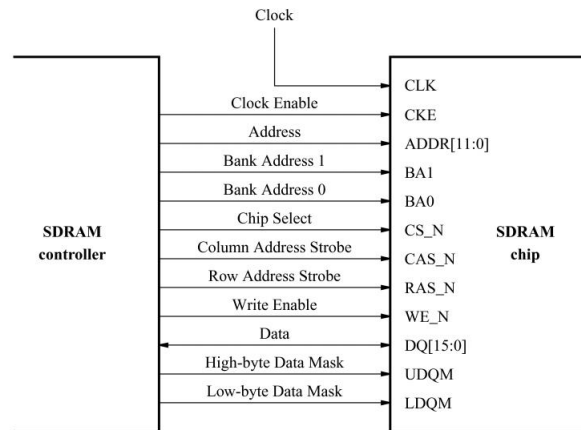 Clock
CLK
Clock Enable
CKE
Address
ADDR[11:0]
Bank Address 1
BA1
Bank Address 0
BA0
Chip Select
CS_N
SDRAM
controller
SDRAM
chip
Column Address Strobe
CAS_N
Row Address Strobe
RAS_N
Write Enable
WE_N
Data
DQ[15:0]
High-byte Data Mask
UDQM
Low-byte Data Mask
LDQM